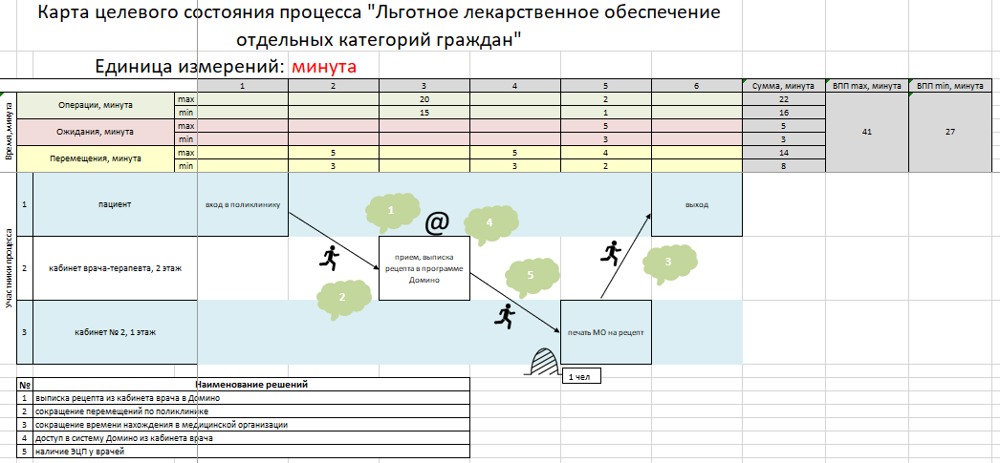 Карта целевого состояния процесса "Льготное лекарственное обеспечение
отдельных категорий граждан"
Единица измерений: минута
1 2 3 4 5 6 Сумма, минута ВПП max, минута ВПП min, минута
Время, минута
Операции, минута max 20 2 22
min 15 1 16
Ожидания, минута max 5 5
min 3 3
41 27
Перемещения, минута max 5 5 4 14
min 3 3 2 8
Участники процесса
1 пациент вход в поликлинику 1 @ 4 выход
2 кабинет врача-терапевта, 2 этаж 2 прием, выписка
рецепта в программе
Домино 5 3
3 кабинет № 2, 1 этаж печать МО на рецепт
1 чел
№ Наименование решений
1 выписка рецепта из кабинета врача в Домино
2 сокращение перемещений по поликлинике
3 сокращение времени нахождения в медицинской организации
4 доступ в систему Домино из кабинета врача
5 наличие ЭЦП у врачей